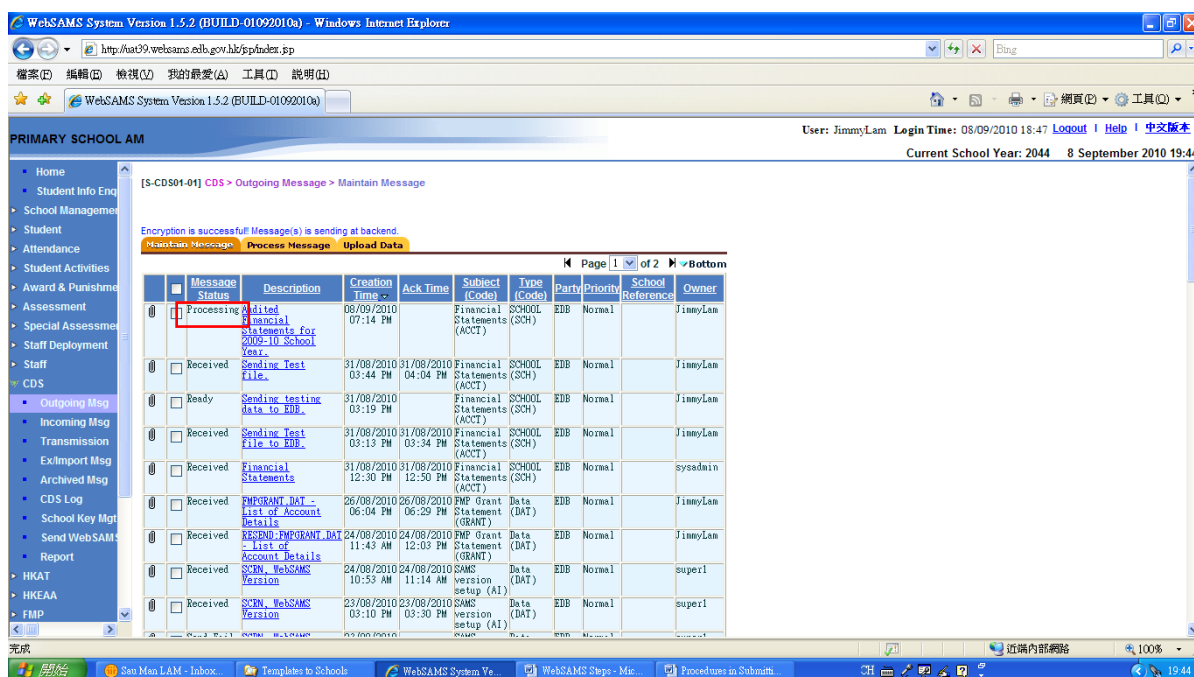 WebSAMS System Version 1.5.2 (BUILD-01092010a) - Windows Internet Explorer
http://uat39.websams.edb.gov.hk/jsp/index.jsp
Bing
檔案(F) 編輯(E) 檢視(V) 我的最愛(A) 工具(T) 說明(H)
WebSAMS System Version 1.5.2 (BUILD-01092010a)
網頁(P) 工具(O)
PRIMARY SCHOOL AM
User: JimmyLam Login Time: 08/09/2010 18:47 Logout | Help | 中文版本
Current School Year: 2044 8 September 2010 19:44
Home
Student Info Enq
School Managemen
Student
Attendance
Student Activities
Award & Punishme
Assessment
Special Assessmen
Staff Deployment
Staff
CDS
Outgoing Msg
Incoming Msg
Transmission
Ex/Import Msg
Archived Msg
CDS Log
School Key Mgt
Send WebSAMS
Report
HKAT
HKEAA
FMP
[S-CDS01-01] CDS > Outgoing Message > Maintain Message
Encryption is successful! Message(s) is sending at backend.
Maintain Message Process Message Upload Data
Page 1 of 2 Bottom
Message Status Description Creation Time Ack Time Subject (Code) Type (Code) Party Priority School Reference Owner
Processing Audited Financial Statements for 2009-10 School Year. 08/09/2010 07:14 PM Financial Statements (ACCT) SCHOOL (SCH) EDB Normal JimmyLam
Received Sending Test file. 31/08/2010 03:44 PM 31/08/2010 04:04 PM Financial Statements (ACCT) SCHOOL (SCH) EDB Normal JimmyLam
Ready Sending testing data to EDB. 31/08/2010 03:19 PM Financial Statements (ACCT) SCHOOL (SCH) EDB Normal JimmyLam
Received Sending Test file to EDB. 31/08/2010 03:13 PM 31/08/2010 03:34 PM Financial Statements (ACCT) SCHOOL (SCH) EDB Normal JimmyLam
Received Financial Statements 31/08/2010 12:30 PM 31/08/2010 12:50 PM Financial Statements (ACCT) SCHOOL (SCH) EDB Normal sysadmin
Received FMPGRANT.DAT - List of Account Details 26/08/2010 06:04 PM 26/08/2010 06:29 PM FMP Grant Statement (GRANT) Data (DAT) EDB Normal JimmyLam
Received RESEND:FMPGRANT.DAT - List of Account Details 24/08/2010 11:43 AM 24/08/2010 12:03 PM FMP Grant Statement (GRANT) Data (DAT) EDB Normal JimmyLam
Received SCRN, WebSAMS Version 24/08/2010 10:53 AM 24/08/2010 11:14 AM SAMS version setup (AI) Data (DAT) EDB Normal super1
Received SCRN, WebSAMS Version 23/08/2010 03:10 PM 23/08/2010 03:30 PM SAMS version setup (AI) Data (DAT) EDB Normal super1
完成 近端內部網路 100%
開始 Sau Man LAM - Inbox... Templates to Schools WebSAMS System Ve... WebSAMS Steps - Mic... Procedures in Submitti... CH 19:44